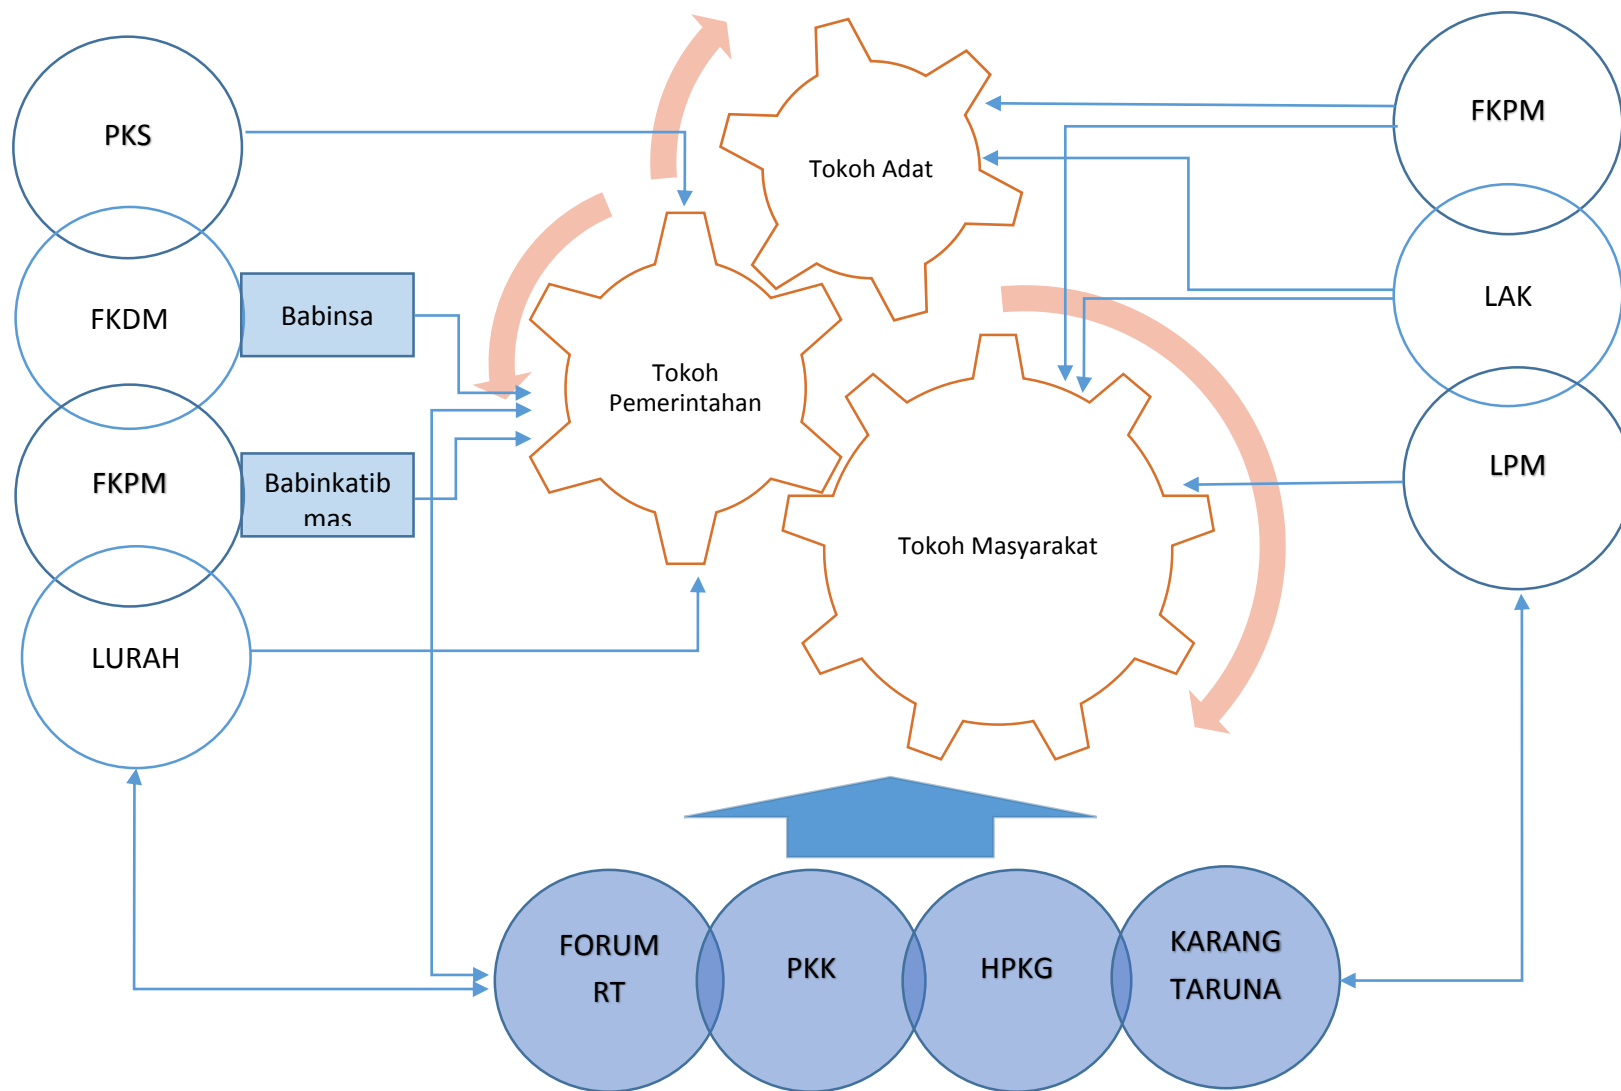 PKS
FKDM
FKPM
LURAH
Babinsa
Babinkatib
mas
Tokoh Adat
Tokoh
Pemerintahan
Tokoh Masyarakat
FKPM
LAK
LPM
FORUM
RT
PKK
HPKG
KARANG
TARUNA